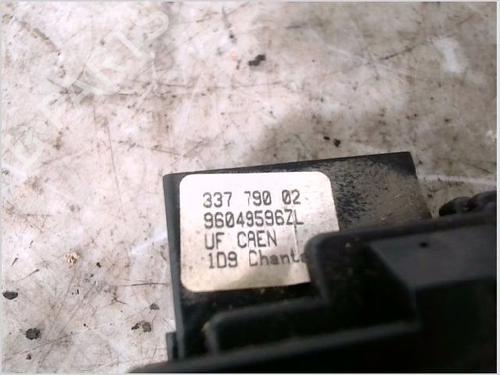 337 790 02
96049596ZL
UF CAEN
1D9 Chant